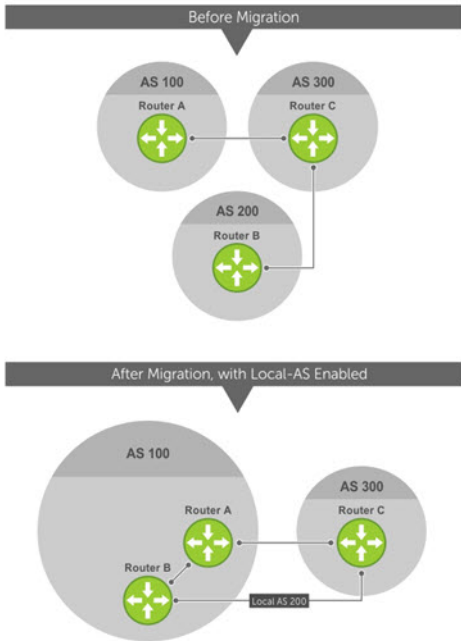 Before Migration
AS 100
AS 300
Router A
Router C
AS 200
Router B
After Migration, with Local-AS Enabled
AS 100
AS 300
Router A
Router C
Router B
Local AS 200